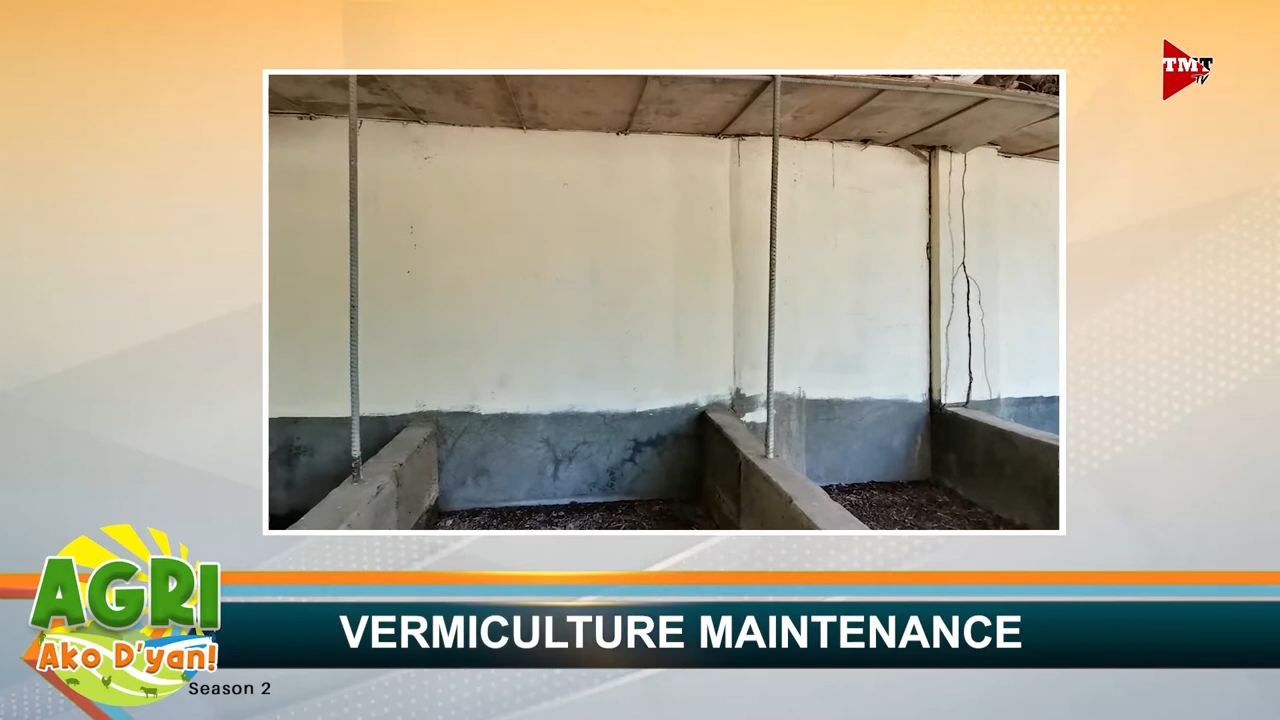 TMT
TV
VERMICULTURE MAINTENANCE
AGRI
Ako D'yan!
Season 2